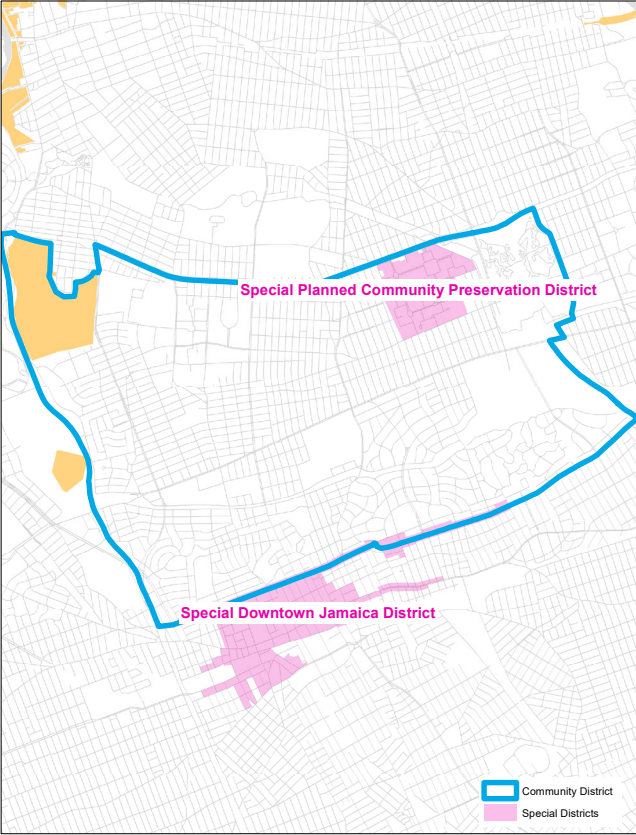 Special Planned Community Preservation District
Special Downtown Jamaica District
Community District
Special Districts